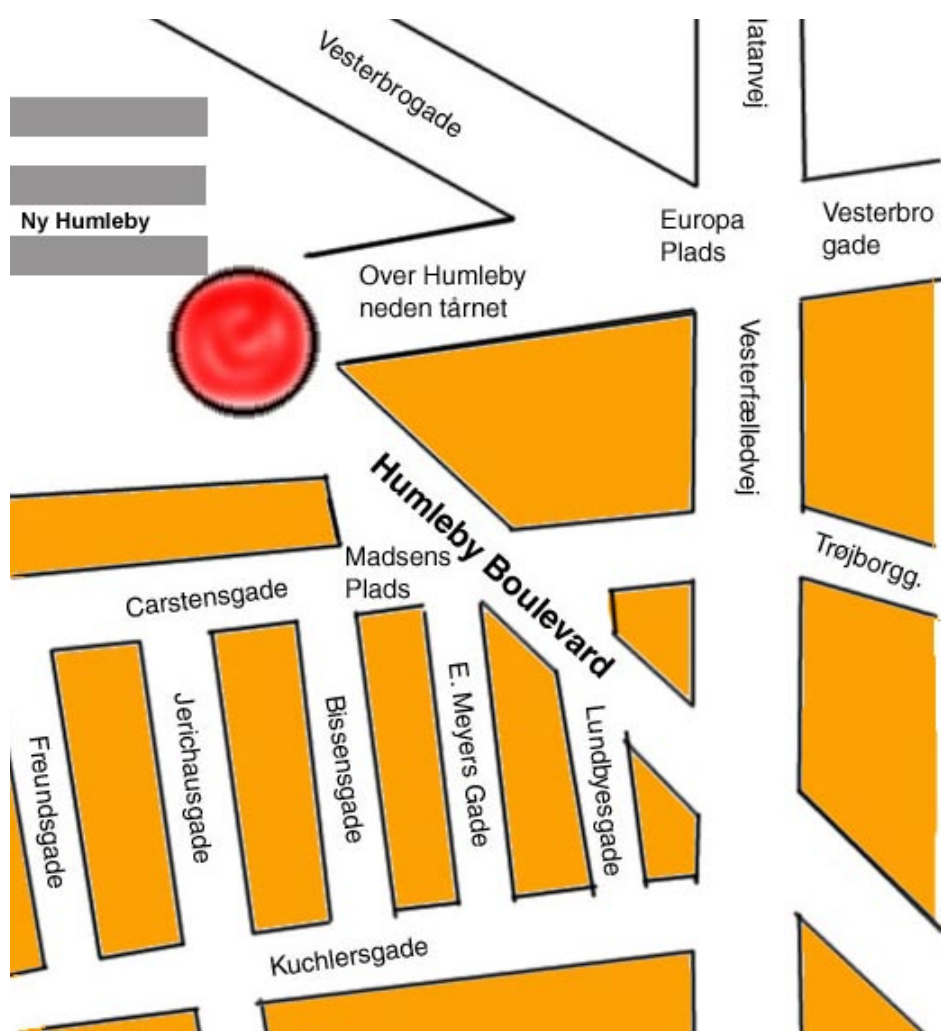 latanvej
Vesterbrogade
Ny Humleby
Europa
Plads
Vesterbro
gade
Over Humleby
neden tårnet
Vesterfælledvej
Humleby Boulevard
Trøjborgg.
Madsens
Plads
Carstensgade
E. Meyers Gade
Jerichausgade
Bissensgade
Lundbyesgade
Freundsgade
Kuchlersgade